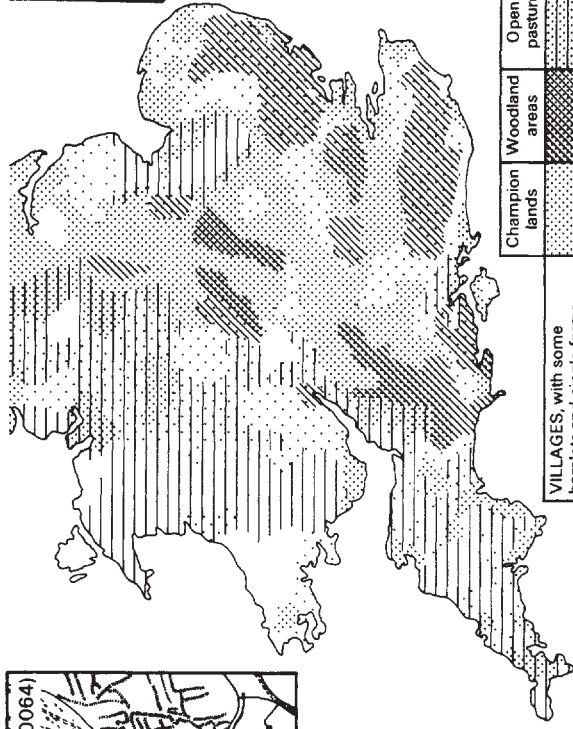 0064)
Champion
lands
Woodland
areas
Open
pastur
VILLAGES, with some